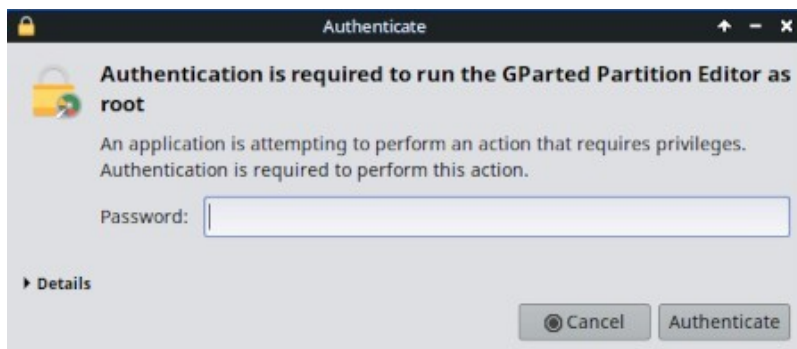 Authenticate
Authentication is required to run the GParted Partition Editor as
root
An application is attempting to perform an action that requires privileges.
Authentication is required to perform this action.
Password:
Details
Cancel
Authenticate